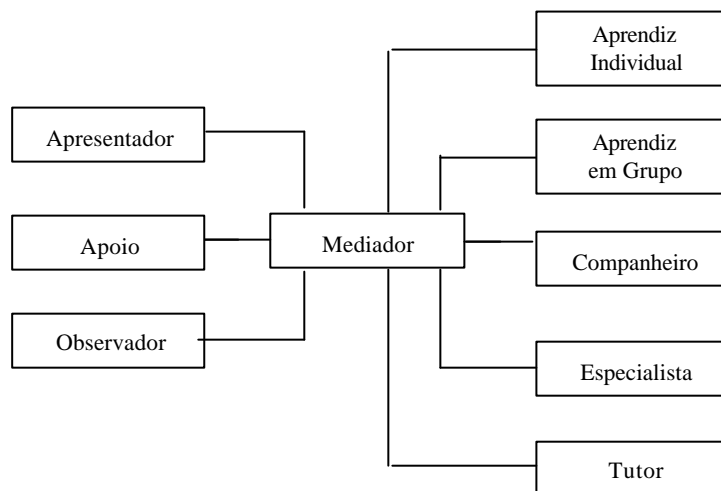 Aprendiz
Individual
Apresentador
Aprendiz
em Grupo
Apoio
Mediador
Companheiro
Observador
Especialista
Tutor